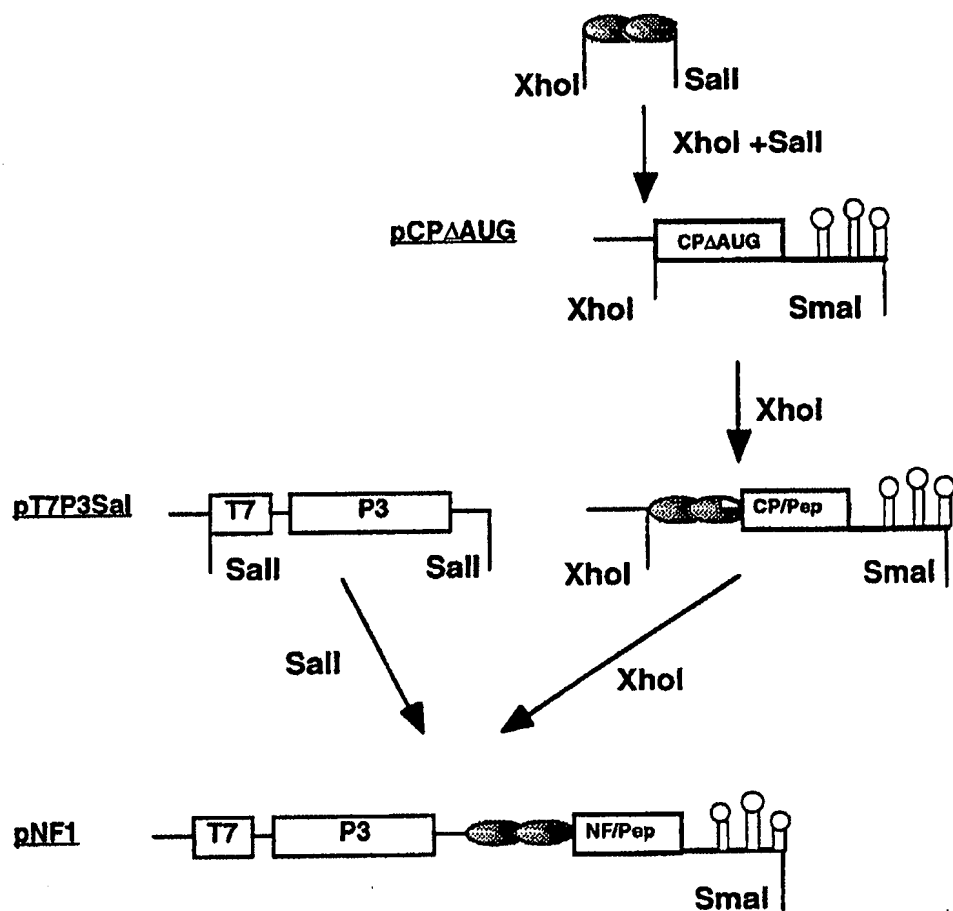 XhoI SalI
XhoI +SalI
pCPΔAUG
CPΔAUG
XhoI SmaI
XhoI
pT7P3Sal
T7 P3
CP/Pep
SalI SalI
XhoI SmaI
SalI
XhoI
pNF1
T7 P3 NF/Pep
SmaI